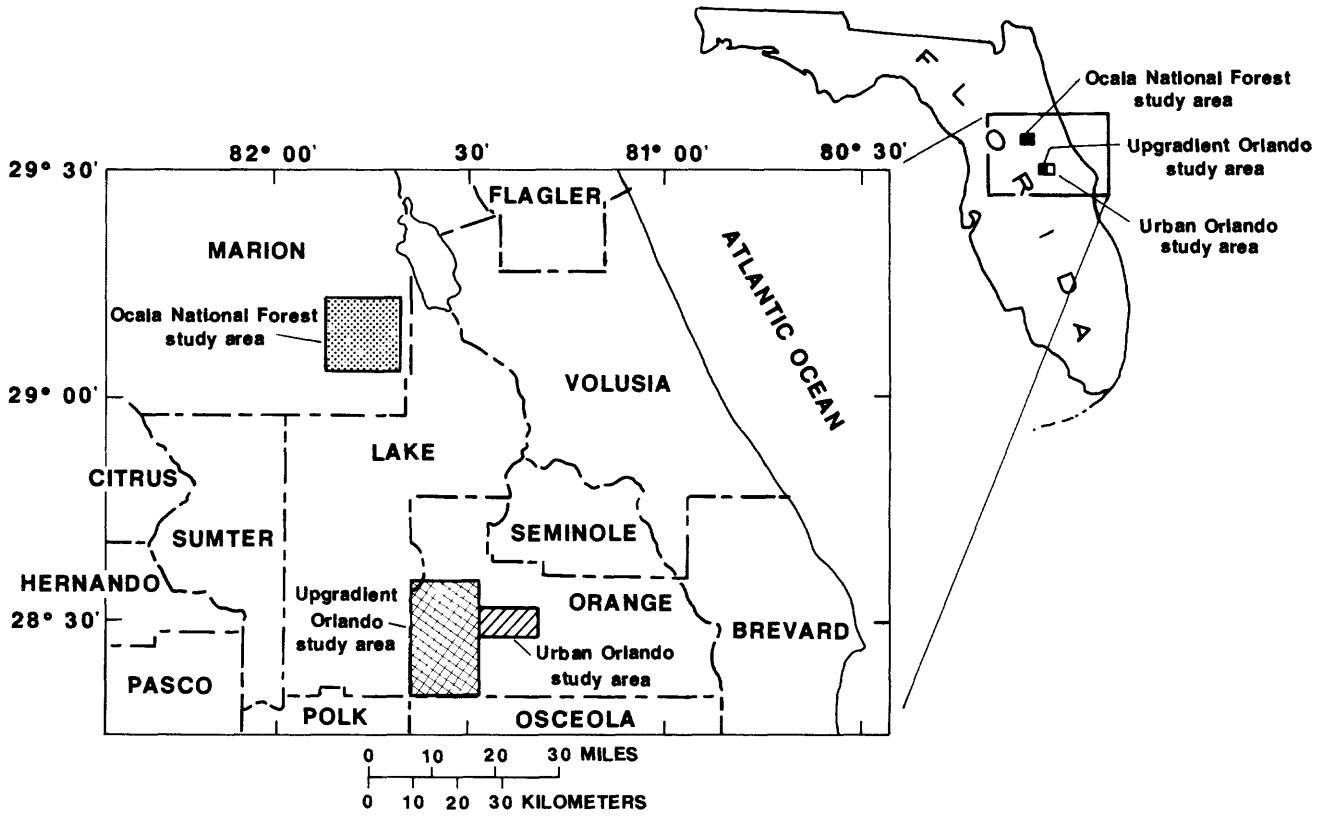 F
L
O
R
I
D
A
Ocala National Forest
study area
Upgradient Orlando
study area
Urban Orlando
study area
82° 00'
30'
81° 00'
80° 30'
29° 30'
29° 00'
28° 30'
FLAGLER
MARION
ATLANTIC OCEAN
Ocala National Forest
study area
VOLUSIA
LAKE
CITRUS
SUMTER
SEMINOLE
HERNANDO
Upgradient
Orlando
study area
ORANGE
BREVARD
Urban Orlando
study area
PASCO
POLK
OSCEOLA
0 10 20 30 MILES
0 10 20 30 KILOMETERS